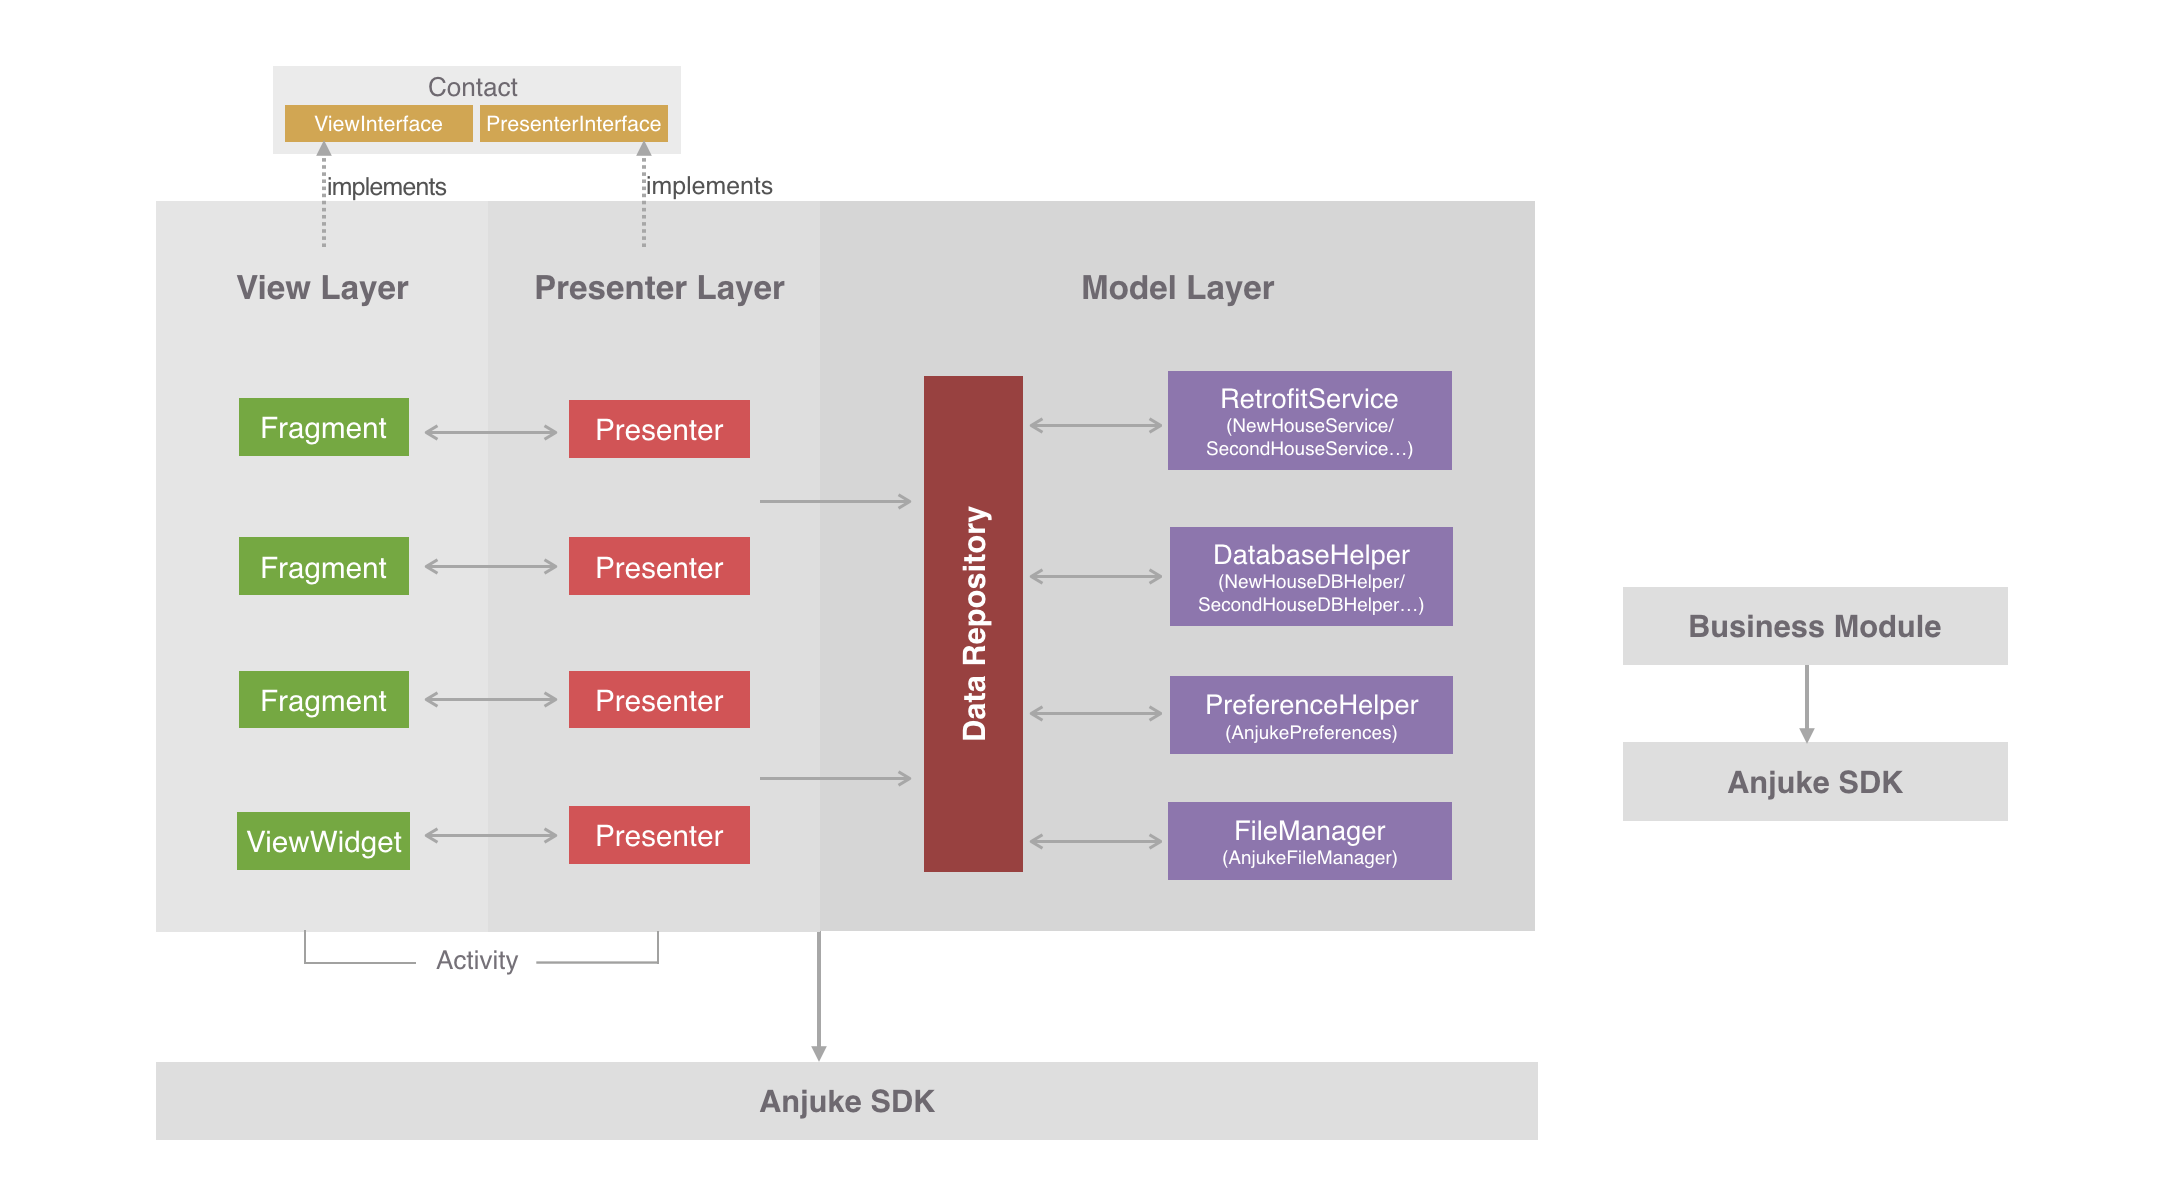 Contact
ViewInterface
PresenterInterface
implements
implements
View Layer
Presenter Layer
Model Layer
Fragment
Presenter
Fragment
Presenter
Fragment
Presenter
ViewWidget
Presenter
Data Repository
RetrofitService
(NewHouseService/
SecondHouseService...)
DatabaseHelper
(NewHouseDBHelper/
SecondHouseDBHelper...)
PreferenceHelper
(AnjukePreferences)
FileManager
(AnjukeFileManager)
Activity
Anjuke SDK
Business Module
Anjuke SDK